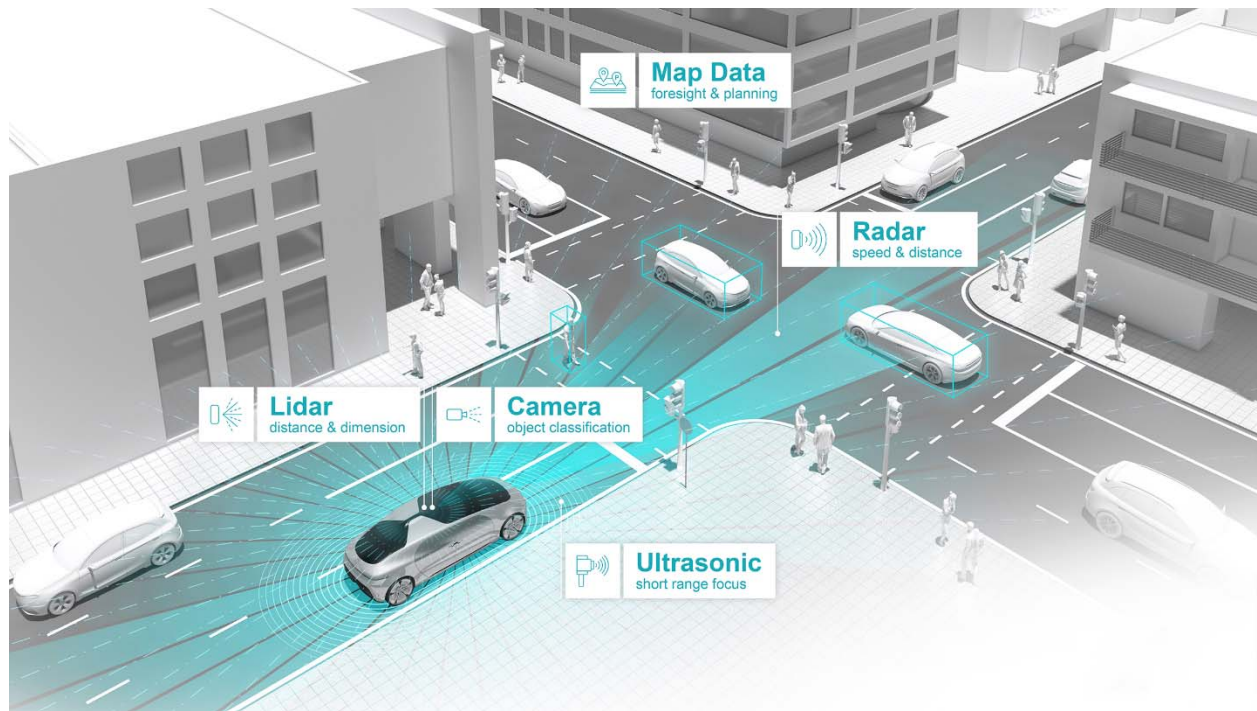 Map Data
foresight & planning
Radar
speed & distance
Lidar
distance & dimension
Camera
object classification
Ultrasonic
short range focus